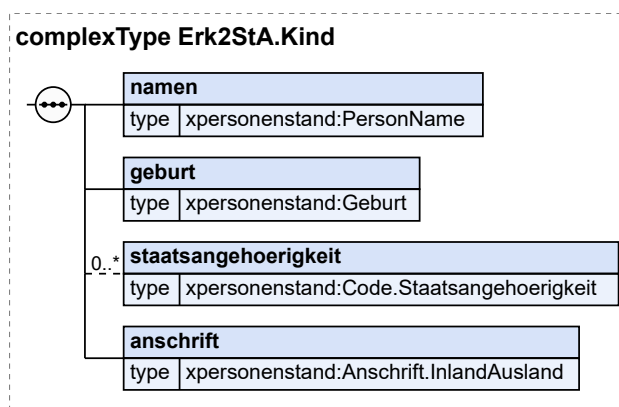 complexType Erk2StA.Kind
namen
type xpersonenstand:PersonName
geburt
type xpersonenstand:Geburt
0..* staatsangehoerigkeit
type xpersonenstand:Code.Staatsangehoerigkeit
anschrift
type xpersonenstand:Anschrift.InlandAusland